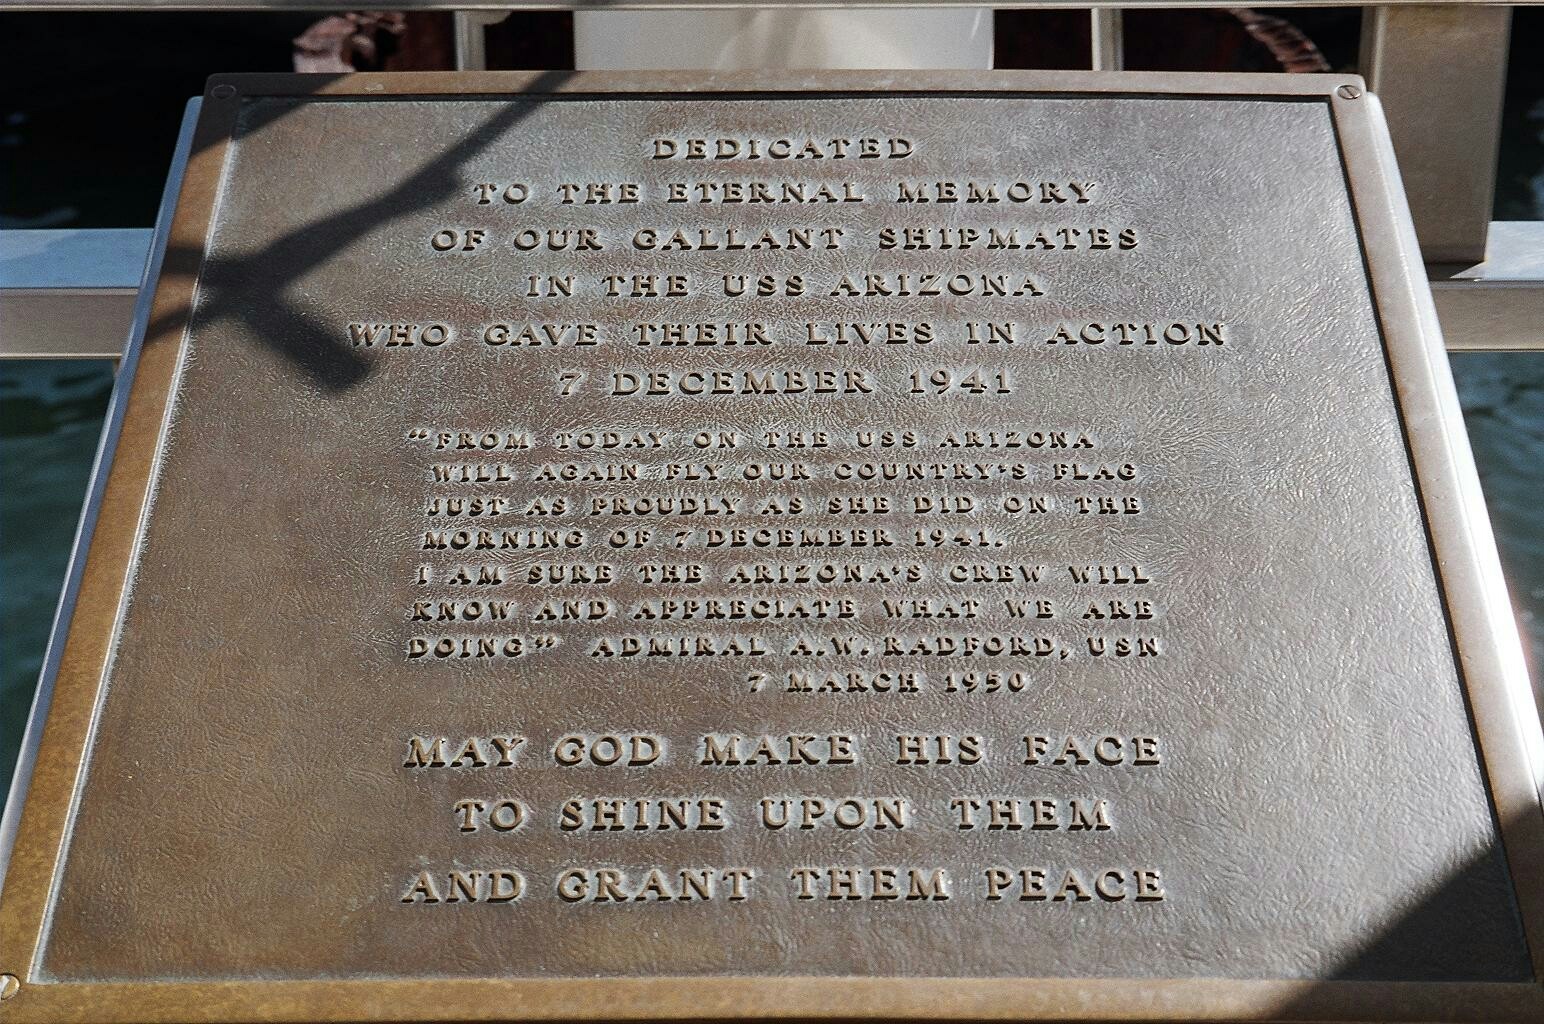 DEDICATED
TO THE ETERNAL MEMORY
OF OUR GALLANT SHIPMATES
IN THE USS ARIZONA
WHO GAVE THEIR LIVES IN ACTION
7 DECEMBER 1941
"FROM TODAY ON THE USS ARIZONA
WILL AGAIN FLY OUR COUNTRY'S FLAG
JUST AS PROUDLY AS SHE DID ON THE
MORNING OF 7 DECEMBER 1941.
I AM SURE THE ARIZONA'S CREW WILL
KNOW AND APPRECIATE WHAT WE ARE
DOING" ADMIRAL A.W. RADFORD, USN
7 MARCH 1950
MAY GOD MAKE HIS FACE
TO SHINE UPON THEM
AND GRANT THEM PEACE